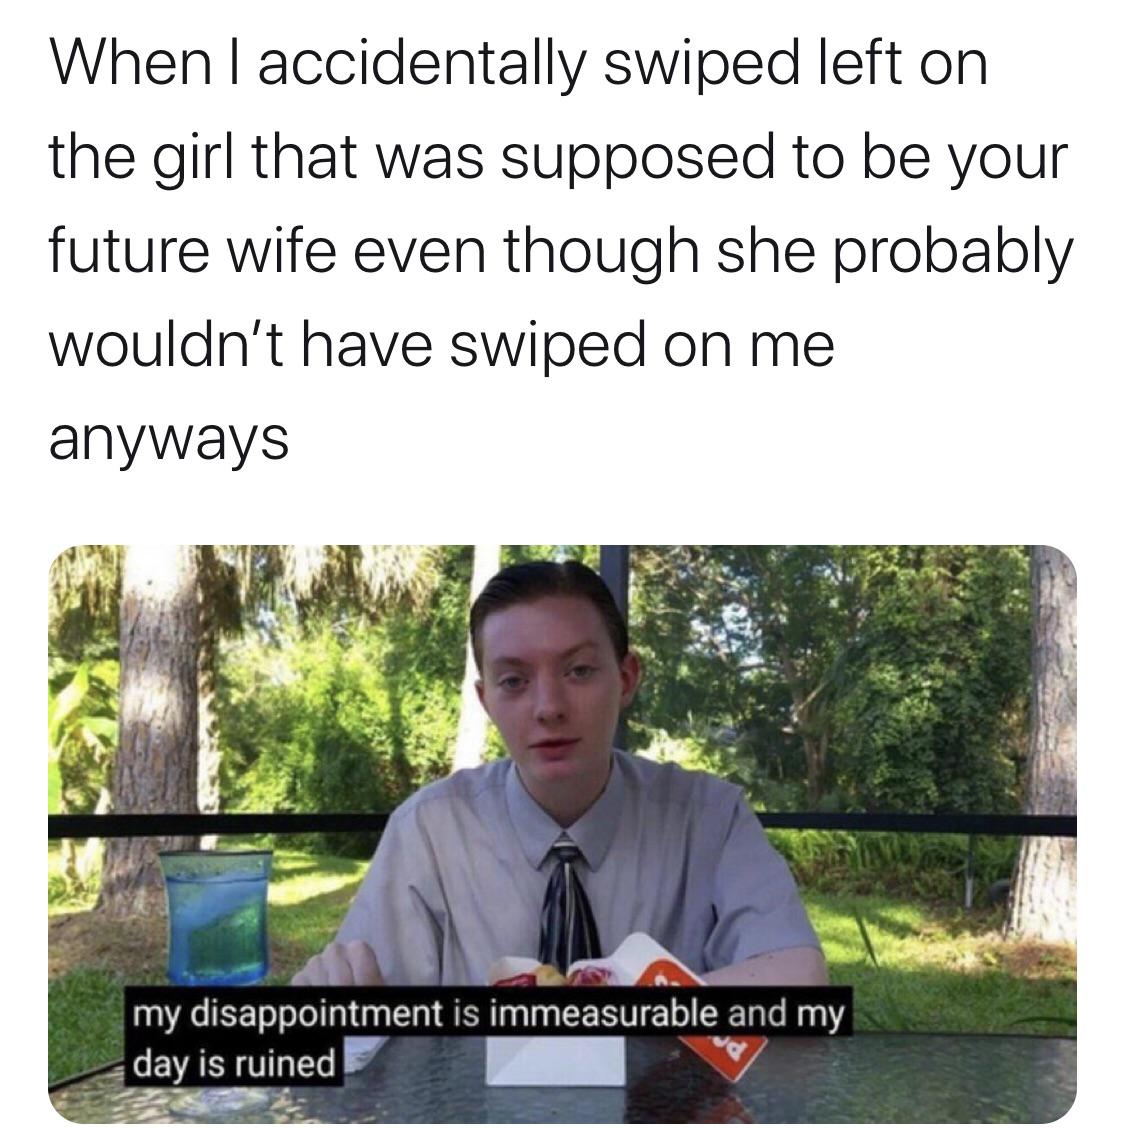 When I accidentally swiped left on
the girl that was supposed to be your
future wife even though she probably
wouldn't have swiped on me
anyways
my disappointment is immeasurable and my
day is ruined